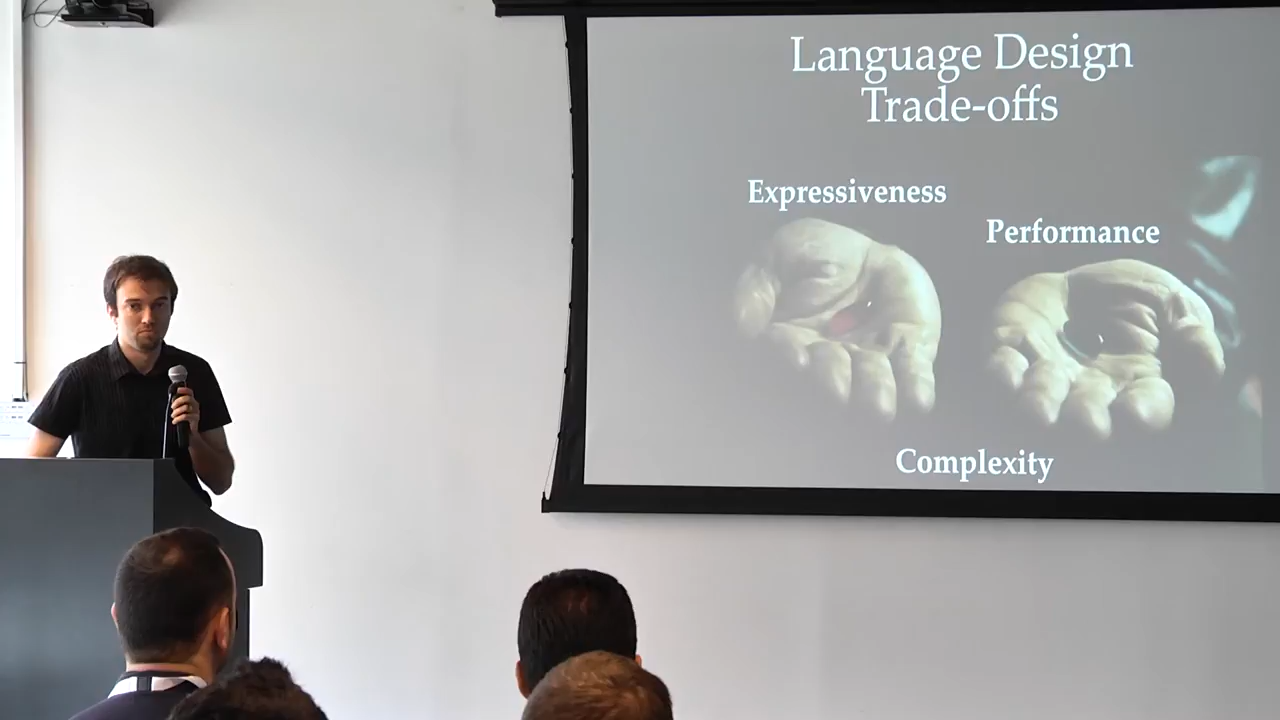 Language Design
Trade-offs
Expressiveness
Performance
Complexity